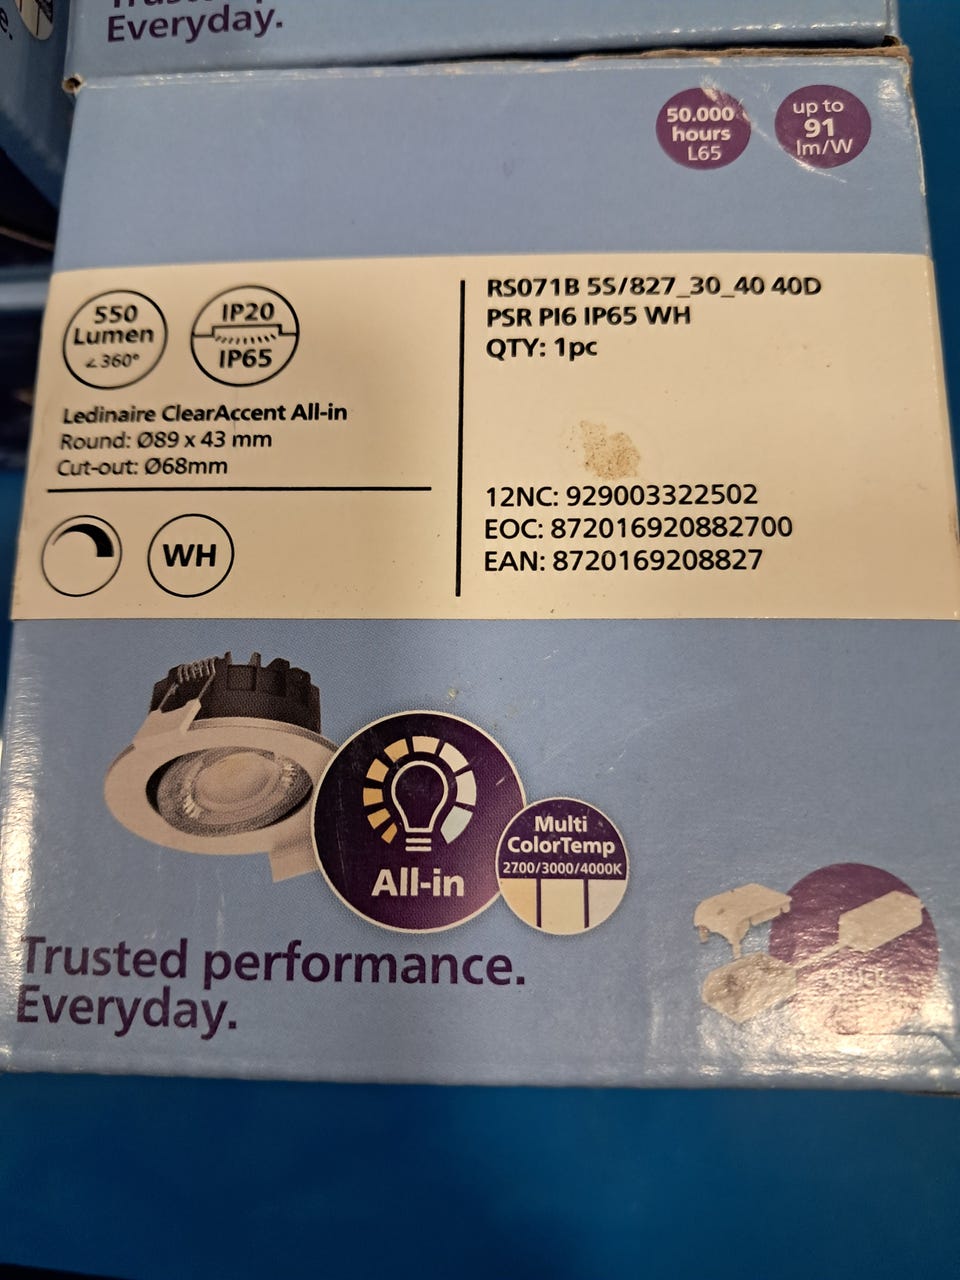 Everyday.
50.000
hours
L65
up to
91
lm/W
550
Lumen
∠360°
IP20
IP65
Ledinaire ClearAccent All-in
Round: Ø89 x 43 mm
Cut-out: Ø68mm
WH
RS071B 5S/827_30_40 40D
PSR PI6 IP65 WH
QTY: 1pc
12NC: 929003322502
EOC: 872016920882700
EAN: 8720169208827
All-in
Multi
ColorTemp
2700/3000/4000K
Trusted performance.
Everyday.